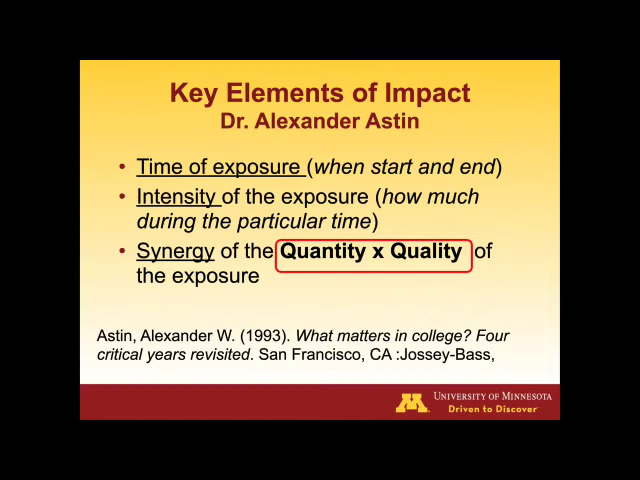 Key Elements of Impact
Dr. Alexander Astin
• Time of exposure (when start and end)
• Intensity of the exposure (how much
during the particular time)
• Synergy of the Quantity x Quality of
the exposure
Astin, Alexander W. (1993). What matters in college? Four
critical years revisited. San Francisco, CA :Jossey-Bass,
M UNIVERSITY OF MINNESOTA
Driven to Discover℠